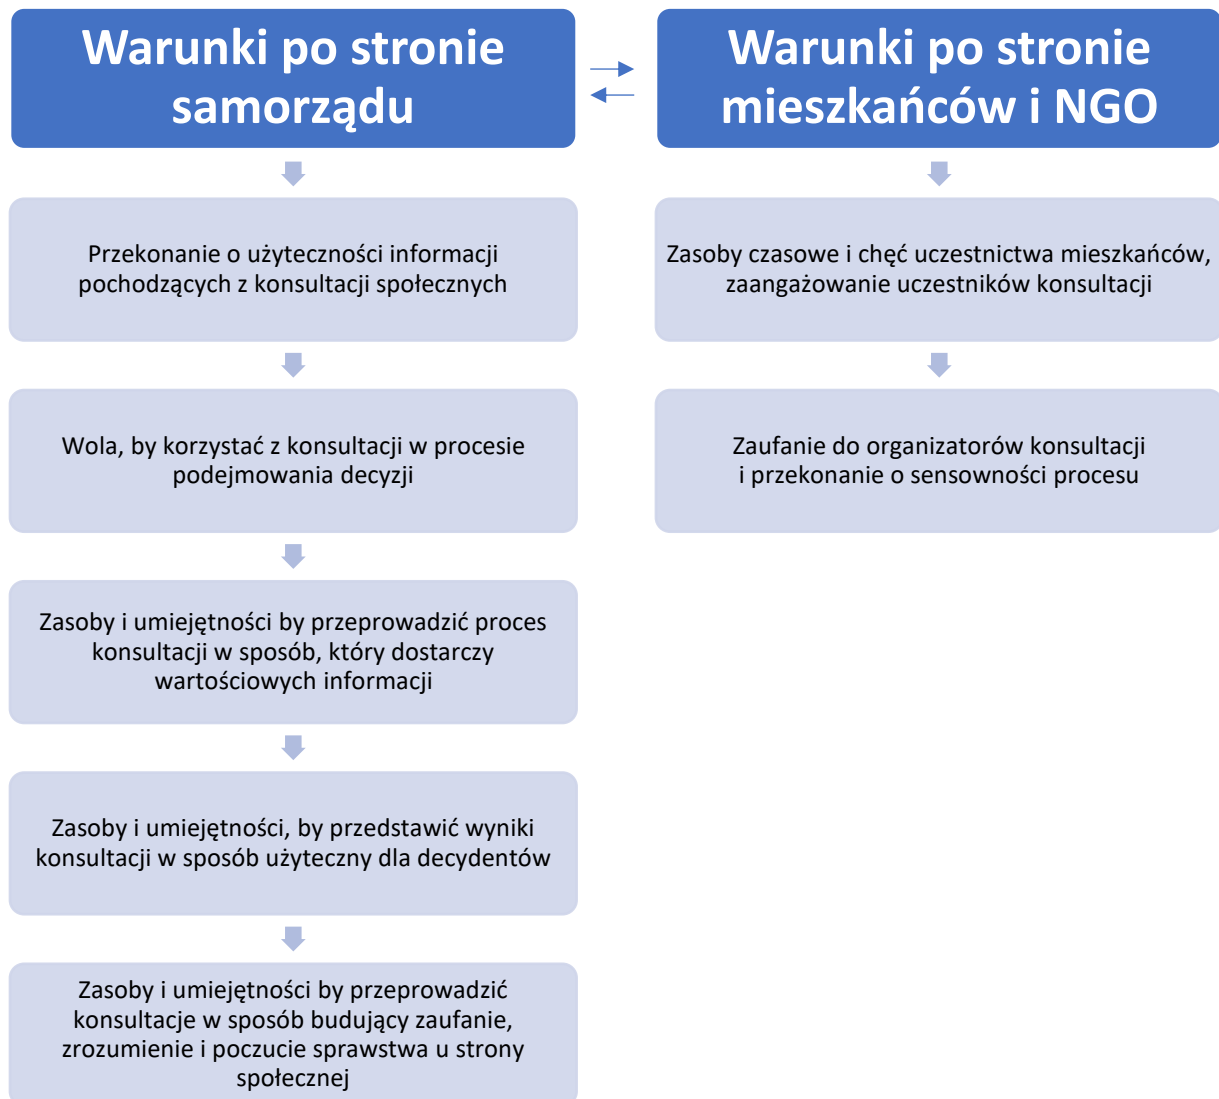 Warunki po stronie
samorządu
Przekonanie o użyteczności informacji
pochodzących z konsultacji społecznych
Wola, by korzystać z konsultacji w procesie
podejmowania decyzji
Zasoby i umiejętności by przeprowadzić proces
konsultacji w sposób, który dostarczy
wartościowych informacji
Zasoby i umiejętności, by przedstawić wyniki
konsultacji w sposób użyteczny dla decydentów
Zasoby i umiejętności by przeprowadzić
konsultacje w sposób budujący zaufanie,
zrozumienie i poczucie sprawstwa u strony
społecznej
Warunki po stronie
mieszkańców i NGO
Zasoby czasowe i chęć uczestnictwa mieszkańców,
zaangażowanie uczestników konsultacji
Zaufanie do organizatorów konsultacji
i przekonanie o sensowności procesu